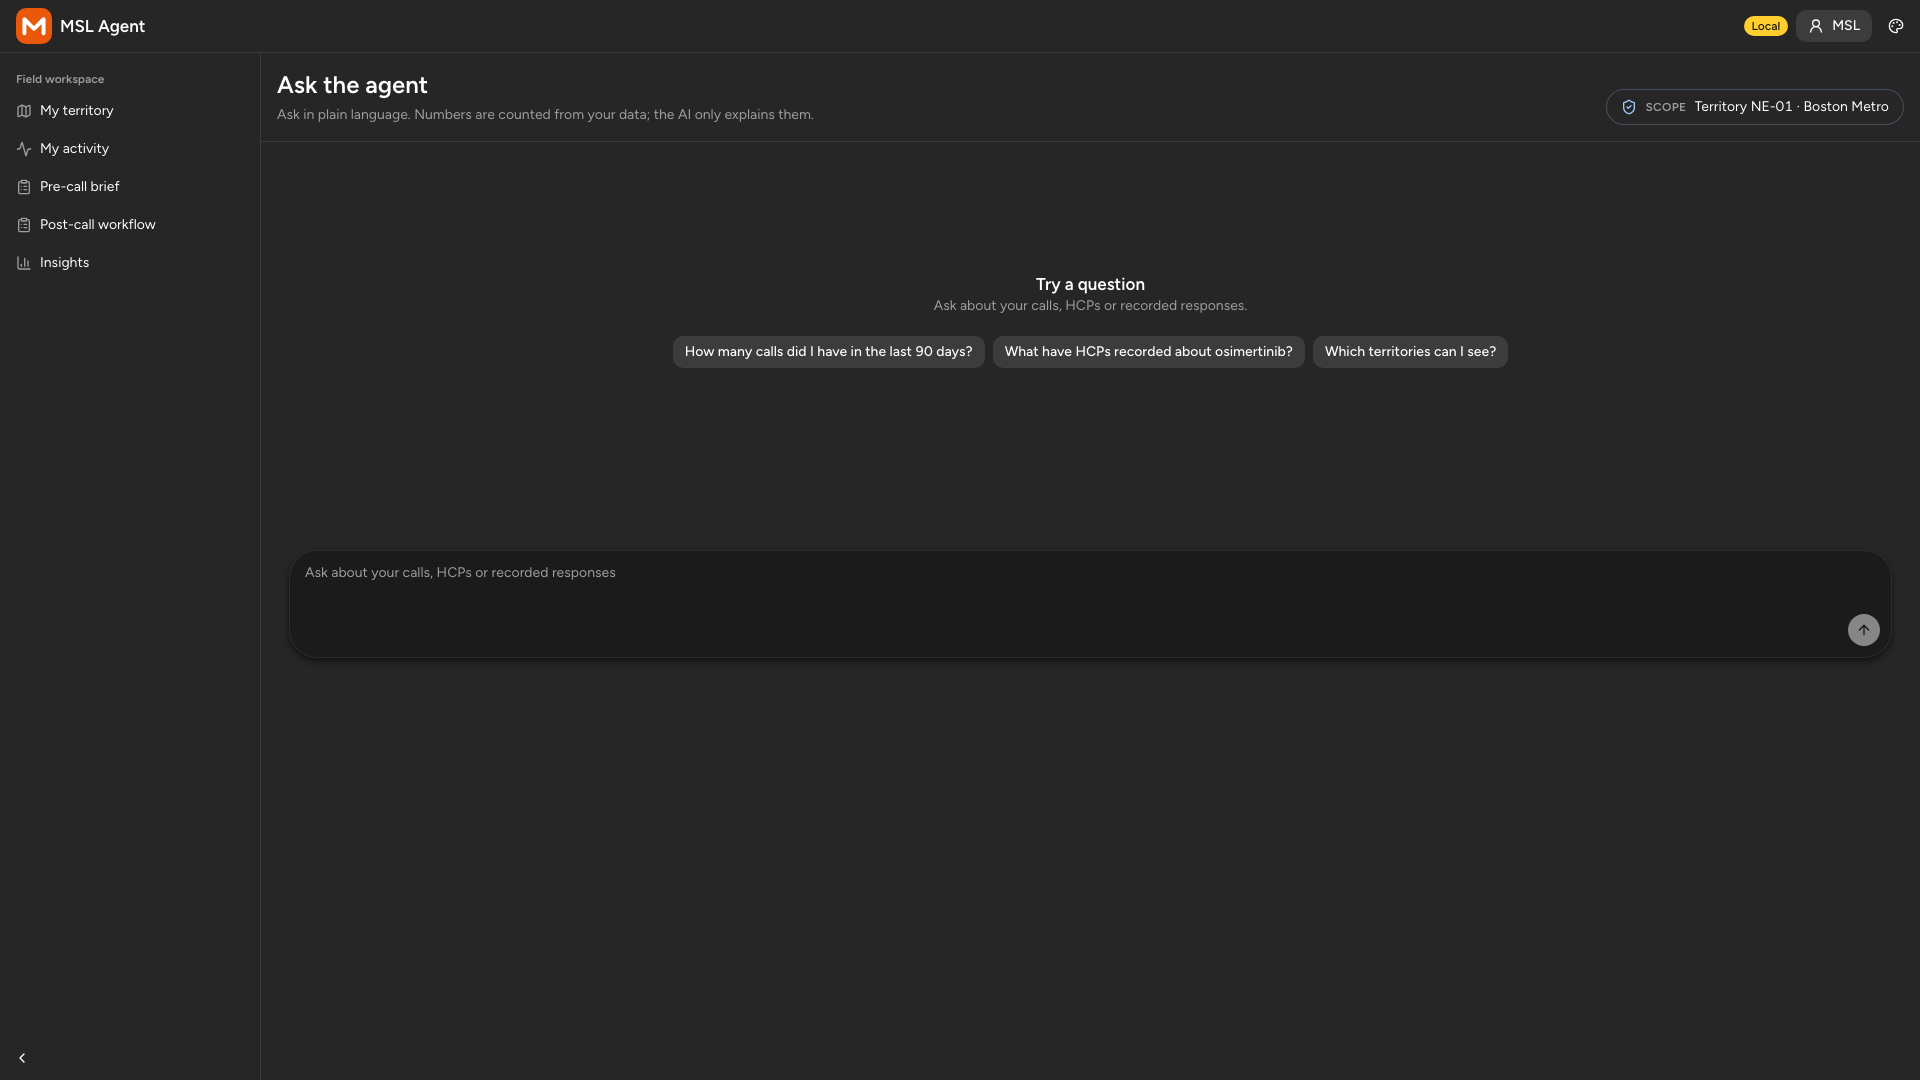 MSL Agent
Local
MSL
Field workspace
My territory
My activity
Pre-call brief
Post-call workflow
Insights
Ask the agent
Ask in plain language. Numbers are counted from your data; the AI only explains them.
SCOPE Territory NE-01 · Boston Metro
Try a question
Ask about your calls, HCPs or recorded responses.
How many calls did I have in the last 90 days?
What have HCPs recorded about osimertinib?
Which territories can I see?
Ask about your calls, HCPs or recorded responses